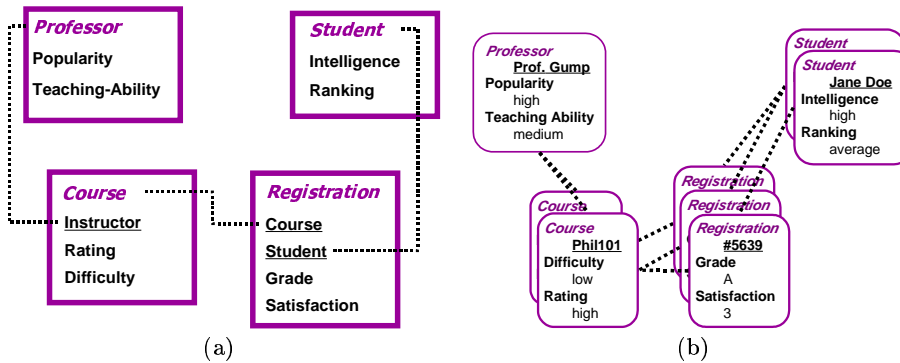 Professor
Popularity
Teaching-Ability
Student
Intelligence
Ranking
Course
Instructor
Rating
Difficulty
Registration
Course
Student
Grade
Satisfaction
(a)
Professor
Prof. Gump
Popularity
high
Teaching Ability
medium
Student
Student
Jane Doe
Intelligence
high
Ranking
average
Course
Course
Phil101
Difficulty
low
Rating
high
Registration
Registration
Registration
#5639
Grade
A
Satisfaction
3
(b)